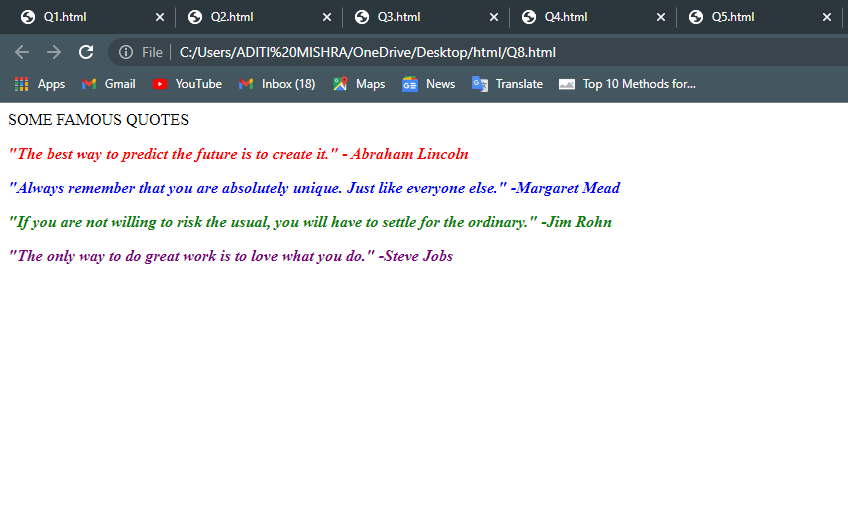 Q1.html
Q2.html
Q3.html
Q4.html
Q5.html
File C:/Users/ADITI%20MISHRA/OneDrive/Desktop/html/Q8.html
Apps Gmail YouTube Inbox (18) Maps News Translate Top 10 Methods for...
SOME FAMOUS QUOTES
"The best way to predict the future is to create it." - Abraham Lincoln
"Always remember that you are absolutely unique. Just like everyone else." -Margaret Mead
"If you are not willing to risk the usual, you will have to settle for the ordinary." -Jim Rohn
"The only way to do great work is to love what you do." -Steve Jobs